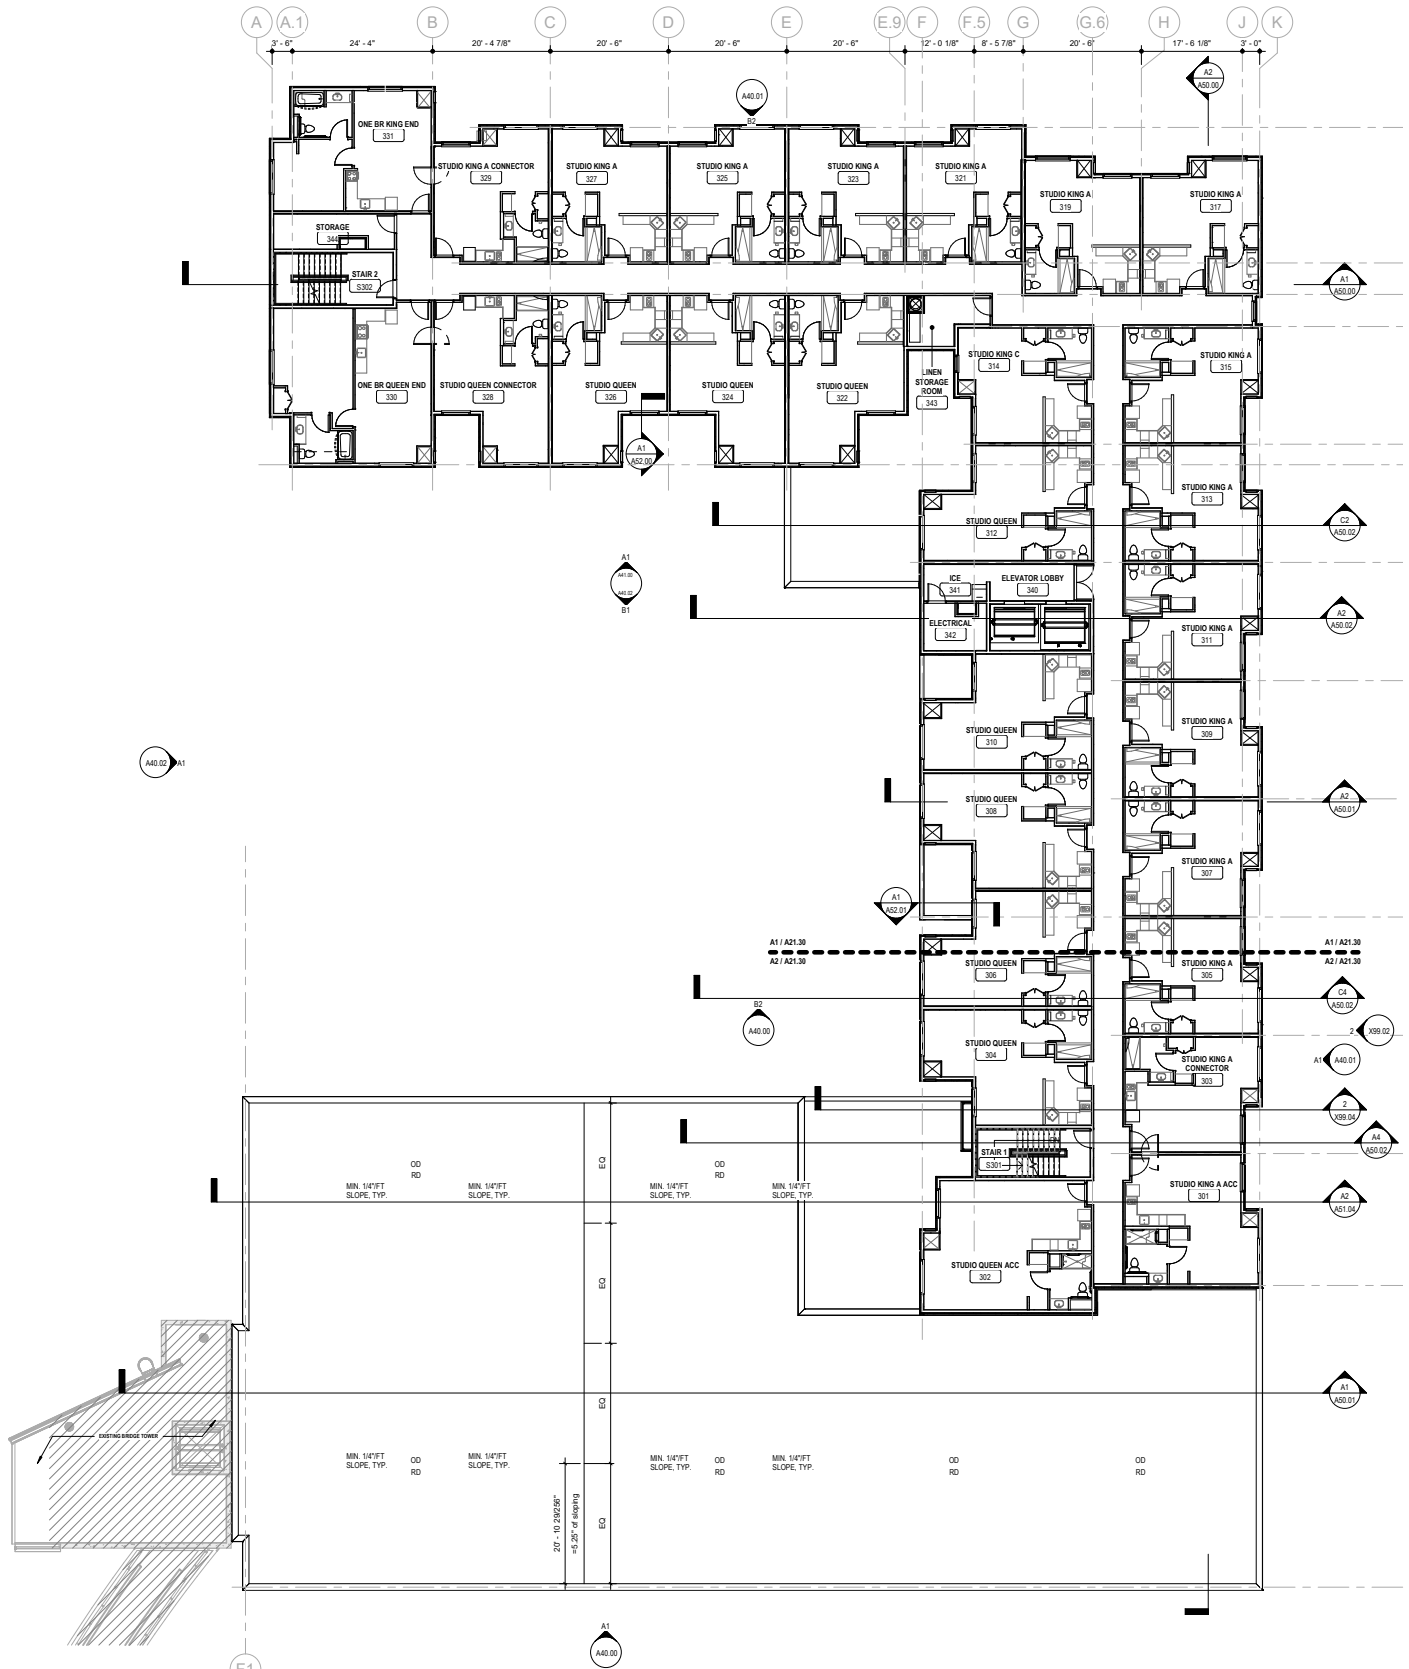 A
A.1
B
C
D
E
E.9
F
F.5
G
G.6
H
J
K
3' - 6"
24' - 4"
20' - 4 7/8"
20' - 6"
20' - 6"
20' - 6"
12' - 0 1/8"
8' - 5 7/8"
20' - 6"
17' - 6 1/8"
3' - 0"
A2
A50.00
A40.01
B2
ONE BR KING END
331
STUDIO KING A CONNECTOR
329
STUDIO KING A
327
STUDIO KING A
325
STUDIO KING A
323
STUDIO KING A
321
STUDIO KING A
319
STUDIO KING A
317
STORAGE
344
STAIR 2
S302
A1
A50.00
ONE BR QUEEN END
330
STUDIO QUEEN CONNECTOR
328
STUDIO QUEEN
326
STUDIO QUEEN
324
STUDIO QUEEN
322
LINEN
STORAGE
ROOM
343
STUDIO KING C
314
STUDIO KING A
315
A1
A52.00
STUDIO KING A
313
STUDIO QUEEN
312
C2
A50.02
A1
A41.00
A40.02
B1
ICE
341
ELEVATOR LOBBY
340
ELECTRICAL
342
A2
A50.02
STUDIO KING A
311
STUDIO QUEEN
310
STUDIO KING A
309
A40.02
A1
STUDIO QUEEN
308
A2
A50.01
STUDIO KING A
307
A1
A52.01
A1 / A21.30
A2 / A21.30
A1 / A21.30
A2 / A21.30
STUDIO QUEEN
306
STUDIO KING A
305
C4
A50.02
B2
A40.00
2
X99.02
STUDIO QUEEN
304
STUDIO KING A
CONNECTOR
303
A1
A40.01
2
X99.04
A4
A50.02
STAIR 1
S301
DN
STUDIO KING A ACC
301
A2
A51.04
OD
RD
MIN. 1/4"/FT
SLOPE, TYP.
MIN. 1/4"/FT
SLOPE, TYP.
EQ
OD
RD
MIN. 1/4"/FT
SLOPE, TYP.
MIN. 1/4"/FT
SLOPE, TYP.
STUDIO QUEEN ACC
302
EQ
A1
A50.01
EQ
EXISTING BRIDGE TOWER
MIN. 1/4"/FT
SLOPE, TYP.
OD
RD
MIN. 1/4"/FT
SLOPE, TYP.
MIN. 1/4"/FT
SLOPE, TYP.
OD
RD
MIN. 1/4"/FT
SLOPE, TYP.
OD
RD
OD
RD
20' - 10 29/256"
=5.25" of sloping
EQ
A1
A40.00
F1